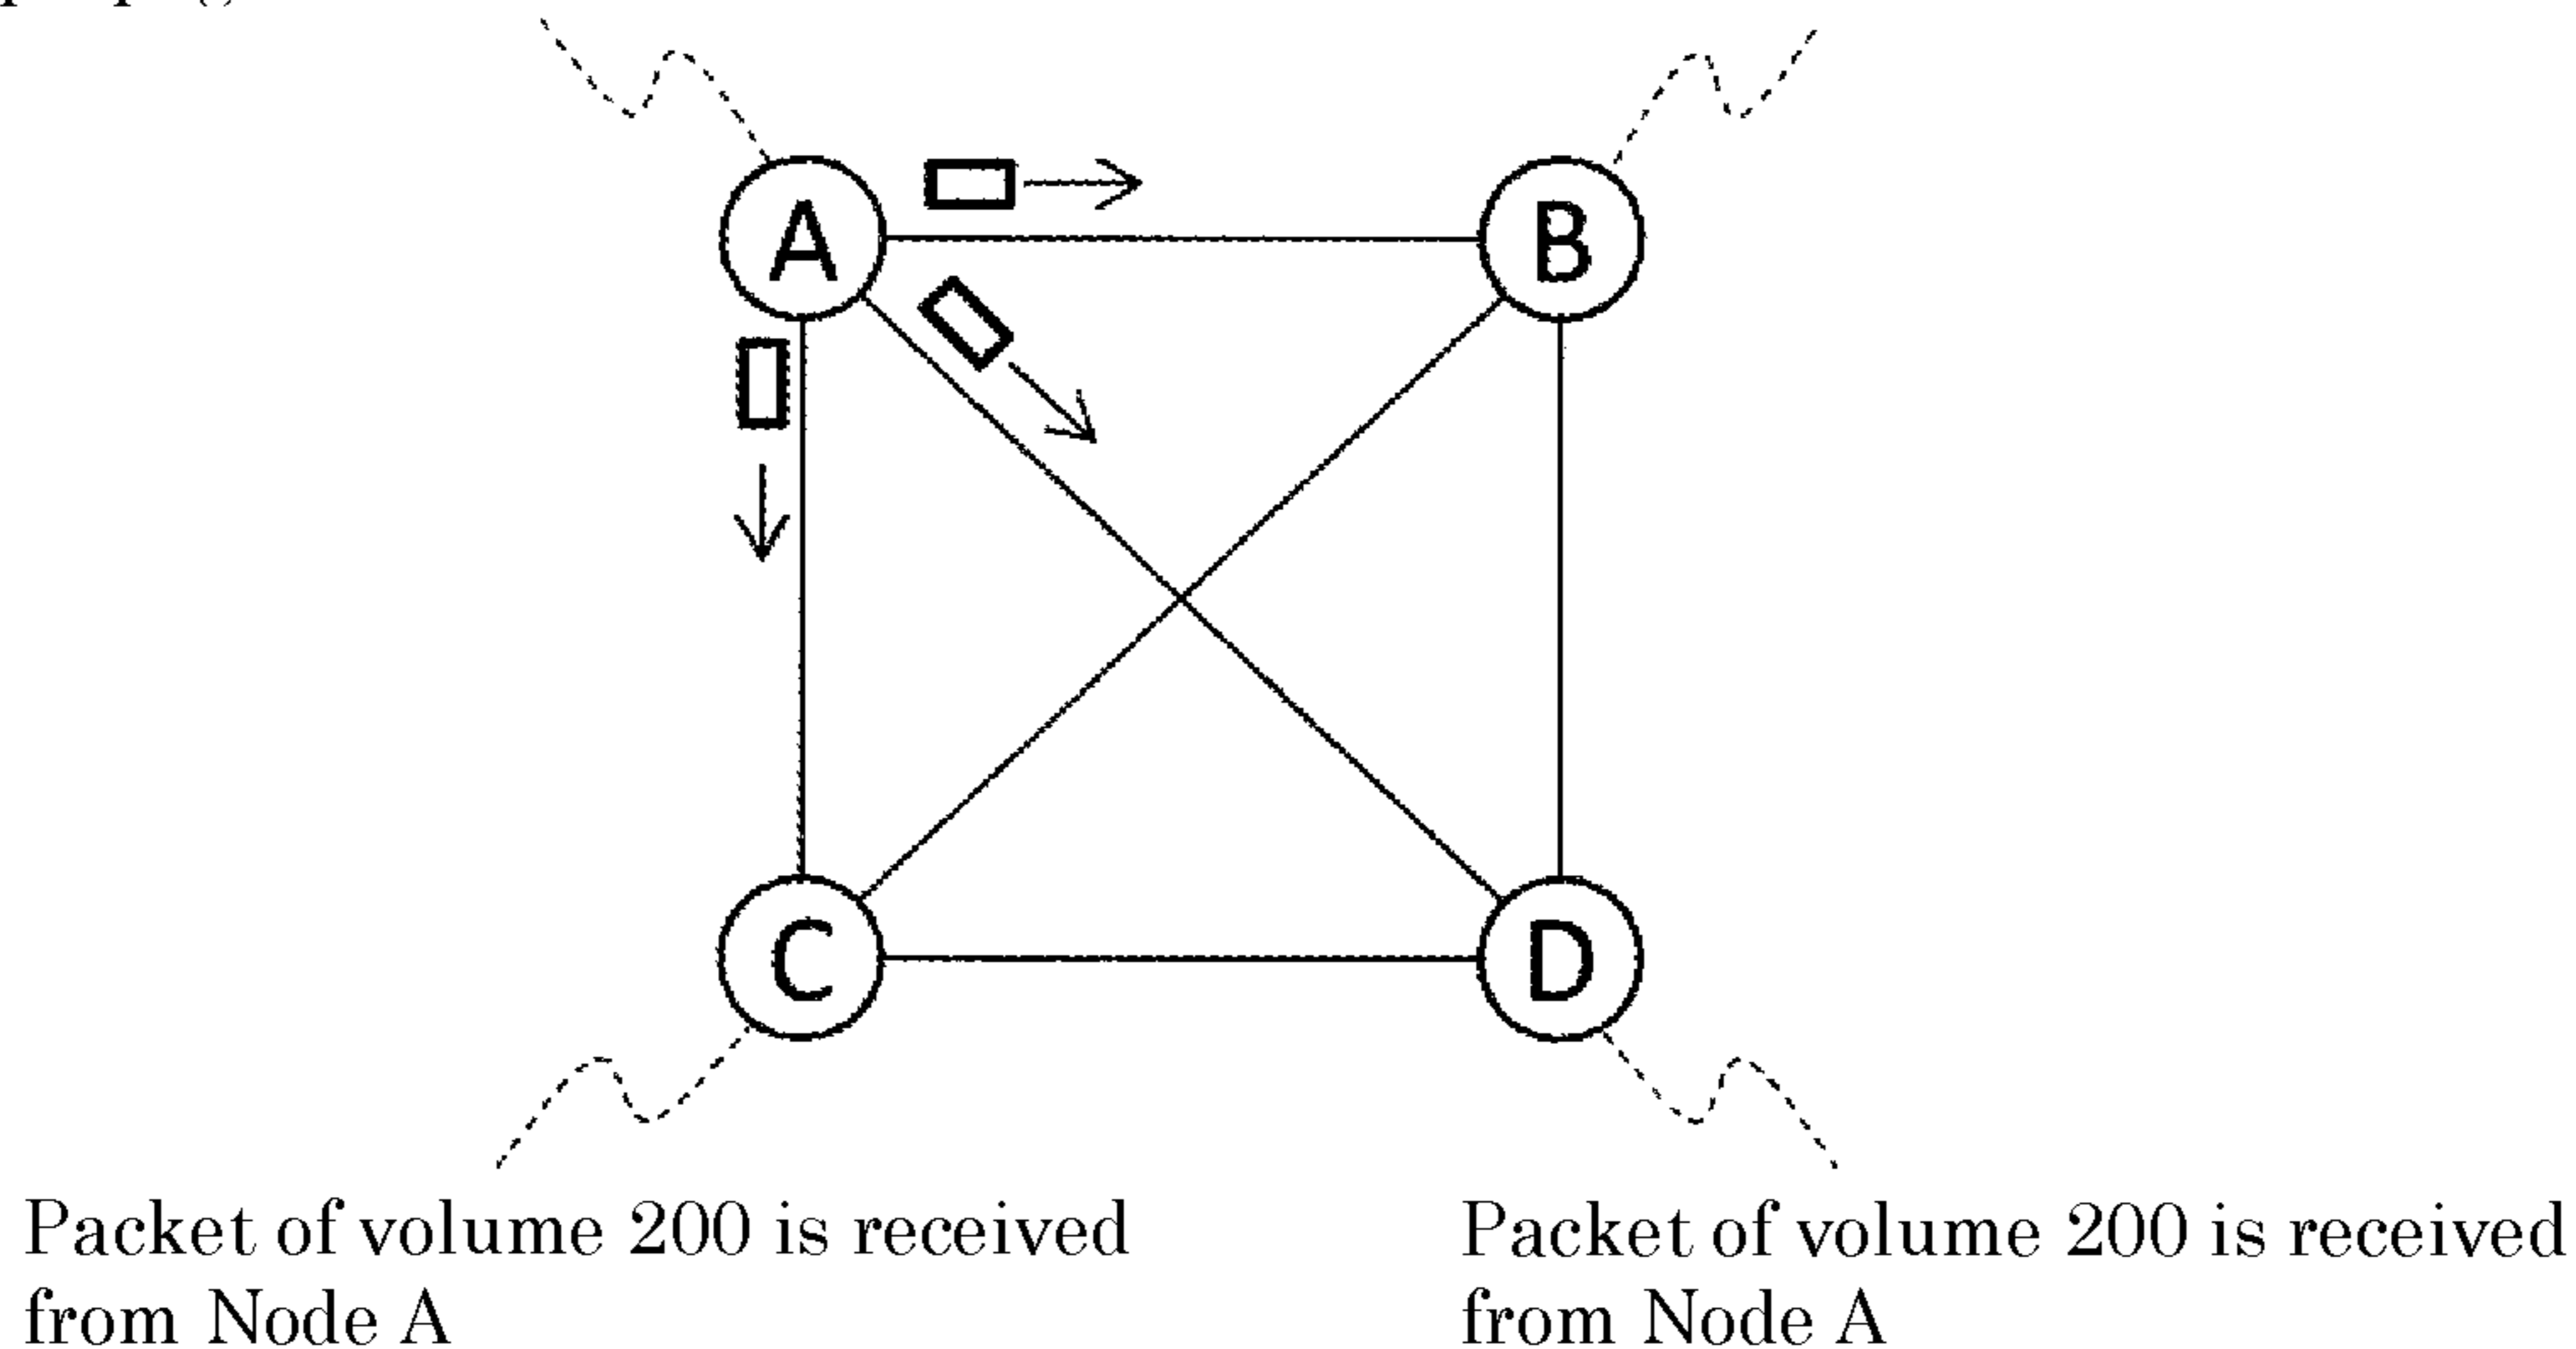 A
B
C
D
Packet of volume 200 is received
from Node A
Packet of volume 200 is received
from Node A